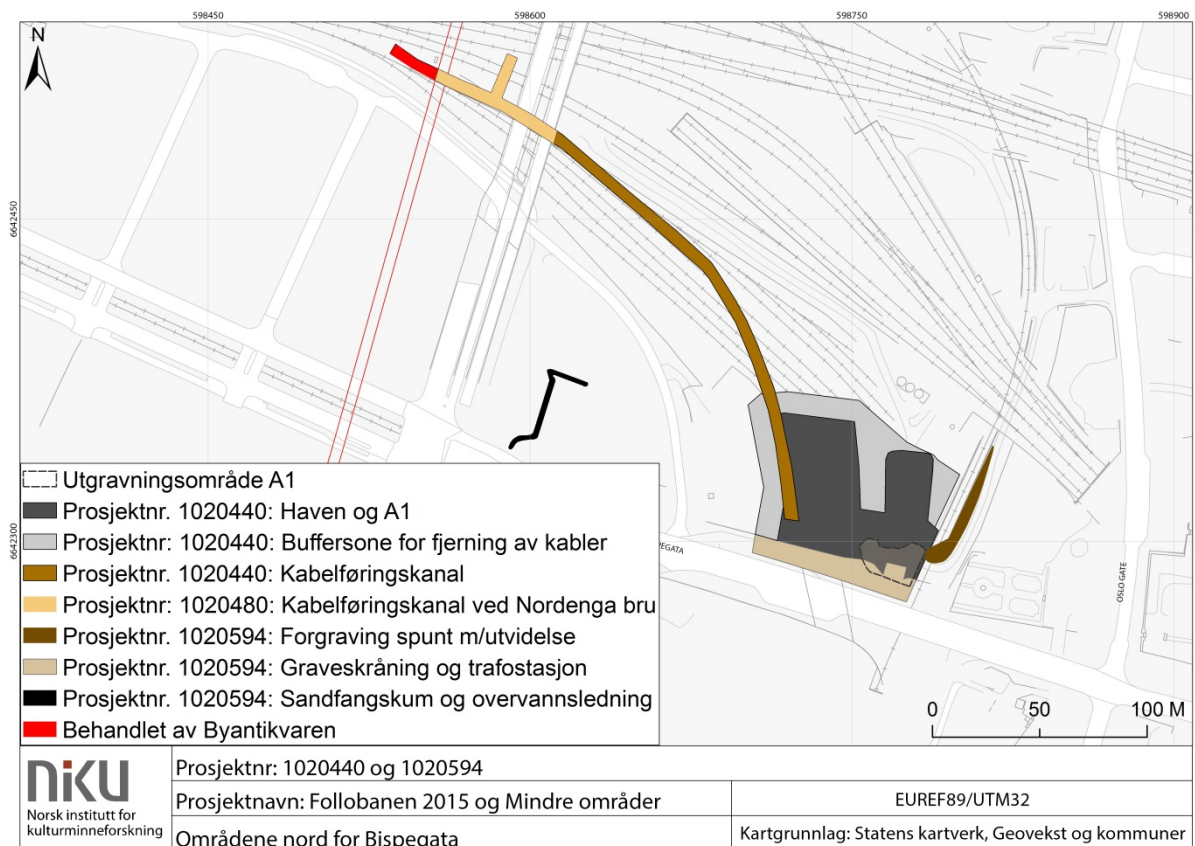 598450
598600
598750
598900
N
6642450
6642300
PEGATA
OSLO GATE
Utgravningsområde A1
Prosjektnr. 1020440: Haven og A1
Prosjektnr. 1020440: Buffersone for fjerning av kabler
Prosjektnr. 1020440: Kabelføringskanal
Prosjektnr: 1020480: Kabelføringskanal ved Nordenga bru
Prosjektnr. 1020594: Forgraving spunt m/utvidelse
Prosjektnr. 1020594: Graveskråning og trafostasjon
Prosjektnr. 1020594: Sandfangskum og overvannsledning
Behandlet av Byantikvaren
0 50 100 M
NIKU
Norsk institutt for
kulturminneforskning
Prosjektnr: 1020440 og 1020594
Prosjektnavn: Follobanen 2015 og Mindre områder
EUREF89/UTM32
Områdene nord for Bispegata
Kartgrunnlag: Statens kartverk, Geovekst og kommuner